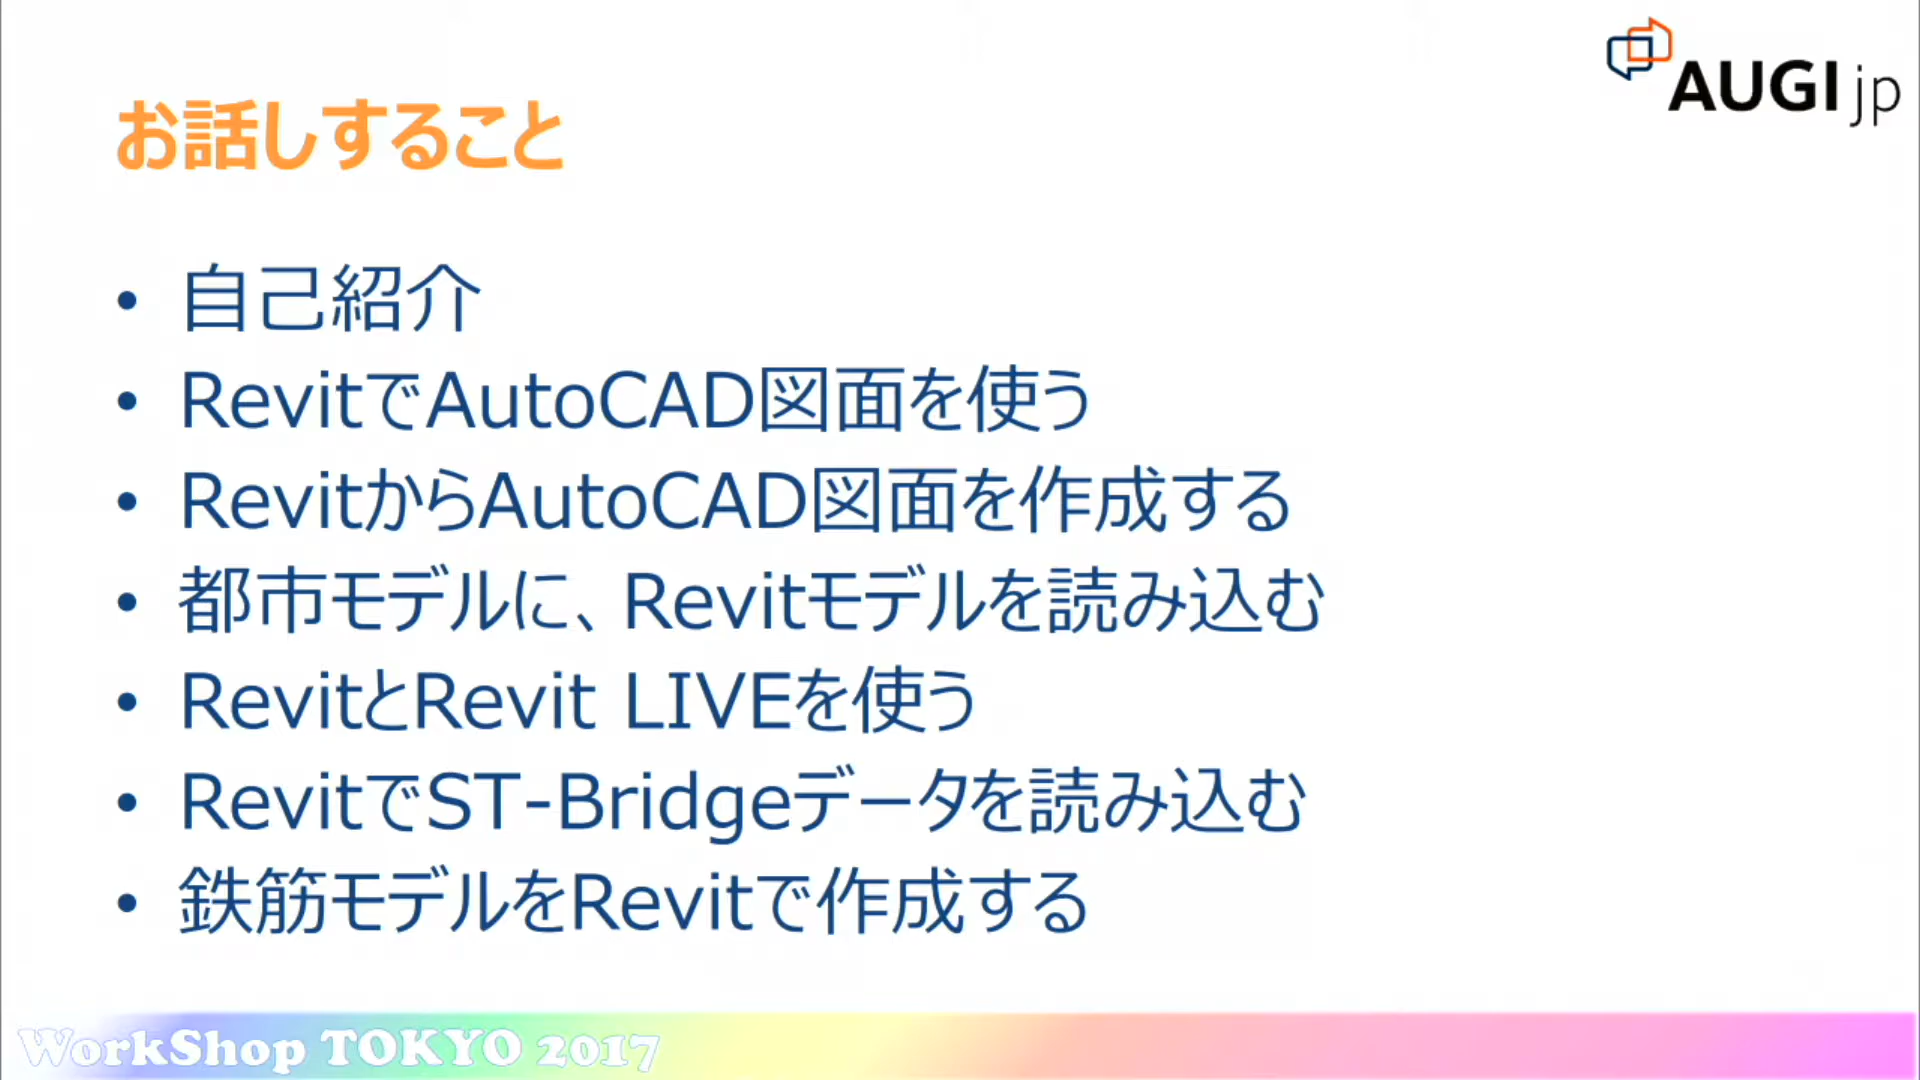 AUGI jp
お話しすること
• 自己紹介
• RevitでAutoCAD図面を使う
• RevitからAutoCAD図面を作成する
• 都市モデルに、Revitモデルを読み込む
• RevitとRevit LIVEを使う
• RevitでST-Bridgeデータを読み込む
• 鉄筋モデルをRevitで作成する
WorkShop TOKYO 2017